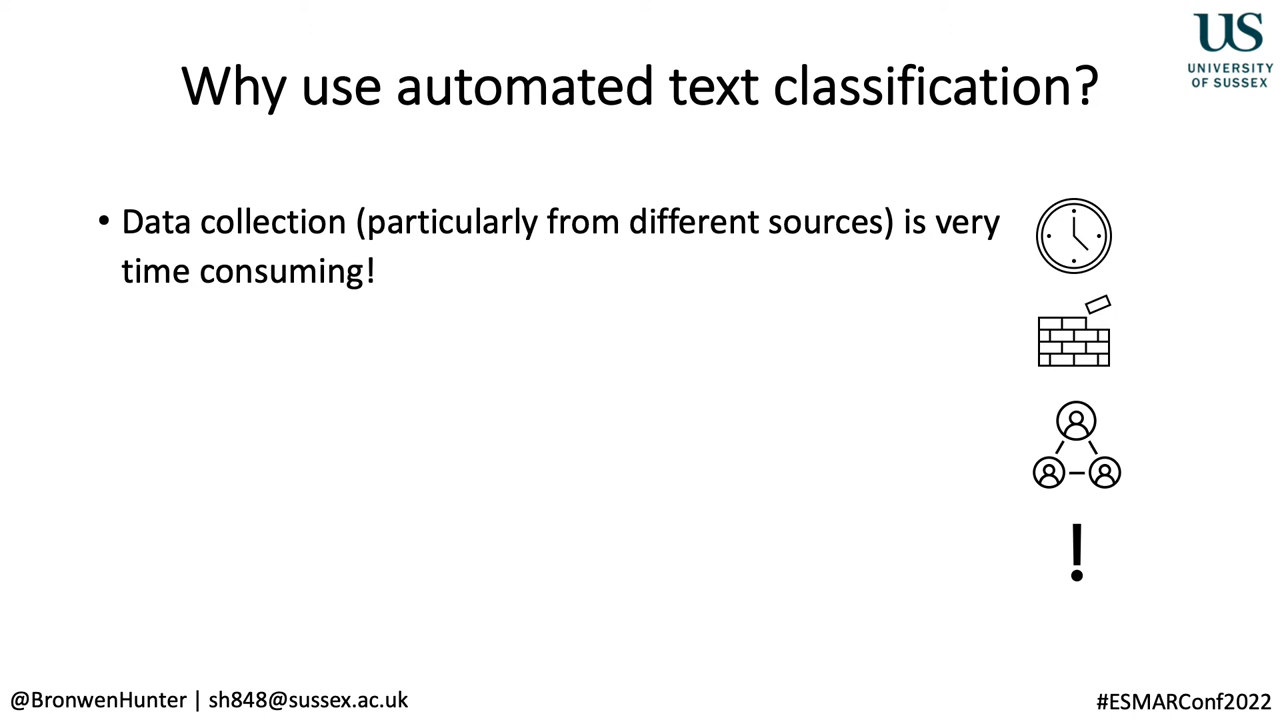 US
UNIVERSITY
OF SUSSEX
Why use automated text classification?
• Data collection (particularly from different sources) is very
time consuming!
!
@BronwenHunter | sh848@sussex.ac.uk
#ESMARConf2022